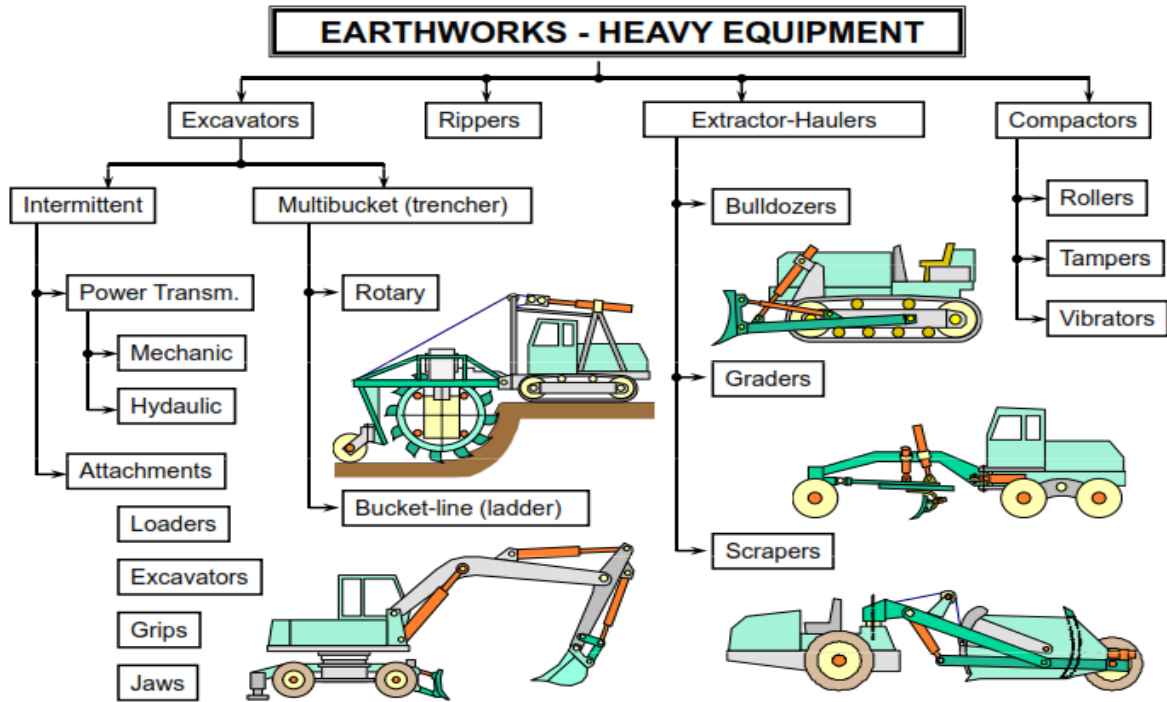 EARTHWORKS - HEAVY EQUIPMENT
Excavators
Rippers
Extractor-Haulers
Compactors
Intermittent
Multibucket (trencher)
Bulldozers
Rollers
Power Transm.
Rotary
Tampers
Mechanic
Vibrators
Hydaulic
Graders
Attachments
Bucket-line (ladder)
Loaders
Scrapers
Excavators
Grips
Jaws